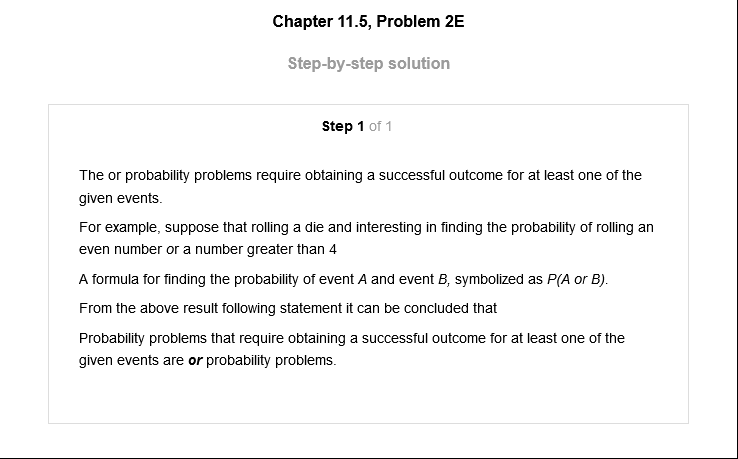 Chapter 11.5, Problem 2E
Step-by-step solution
Step 1 of 1
The or probability problems require obtaining a successful outcome for at least one of the
given events.
For example, suppose that rolling a die and interesting in finding the probability of rolling an
even number or a number greater than 4
A formula for finding the probability of event A and event B, symbolized as P(A or B).
From the above result following statement it can be concluded that
Probability problems that require obtaining a successful outcome for at least one of the
given events are or probability problems.